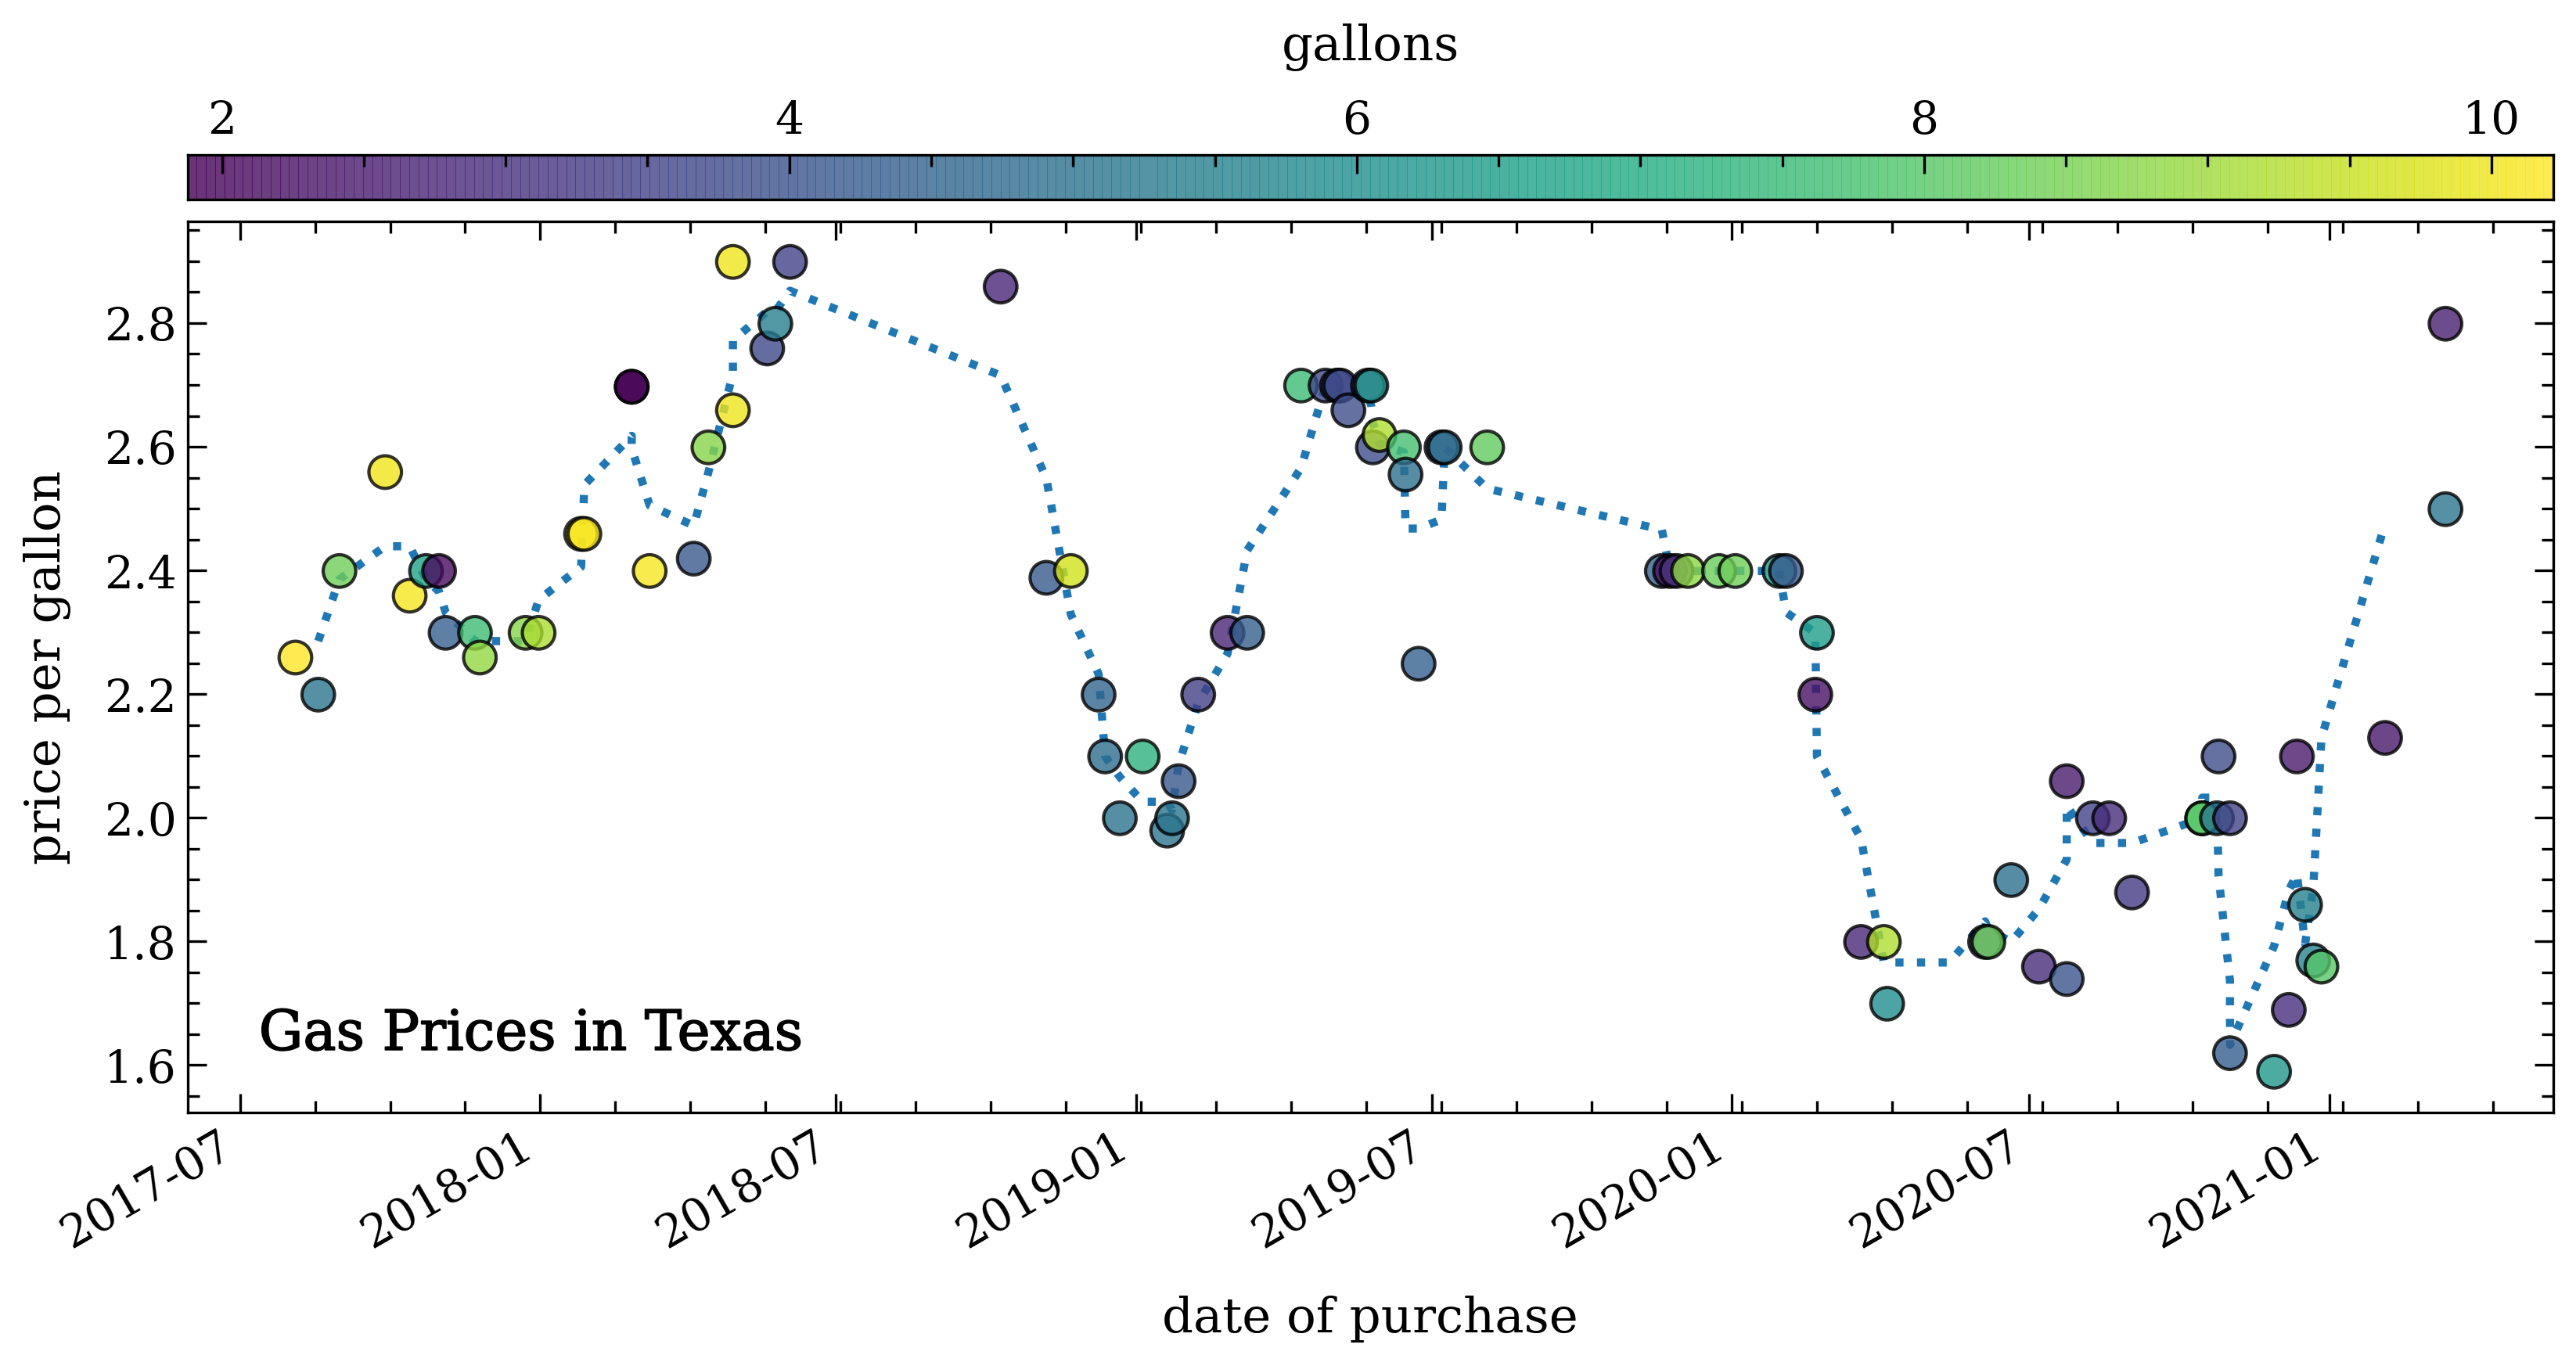 gallons
2 4 6 8 10
price per gallon
2.8
2.6
2.4
2.2
2.0
1.8
1.6
Gas Prices in Texas
2017-07 2018-01 2018-07 2019-01 2019-07 2020-01 2020-07 2021-01
date of purchase